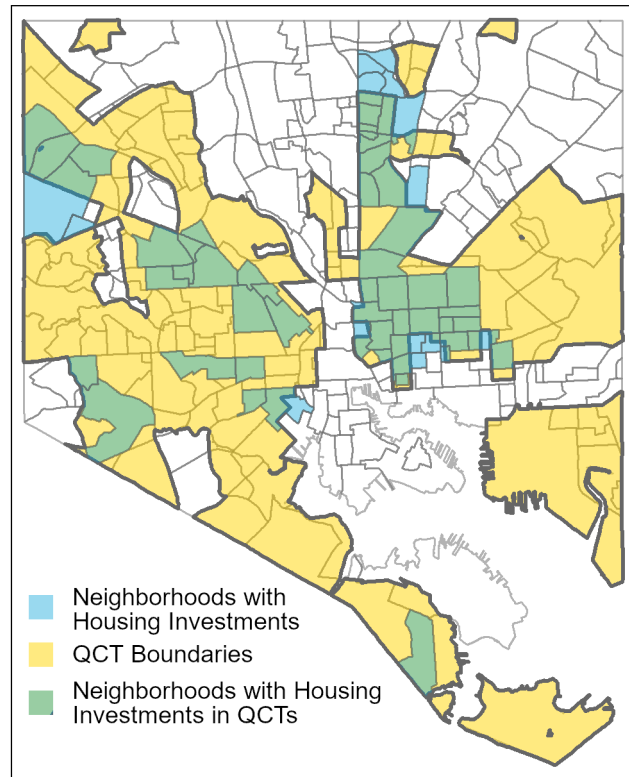 Neighborhoods with
Housing Investments
QCT Boundaries
Neighborhoods with Housing
Investments in QCTs